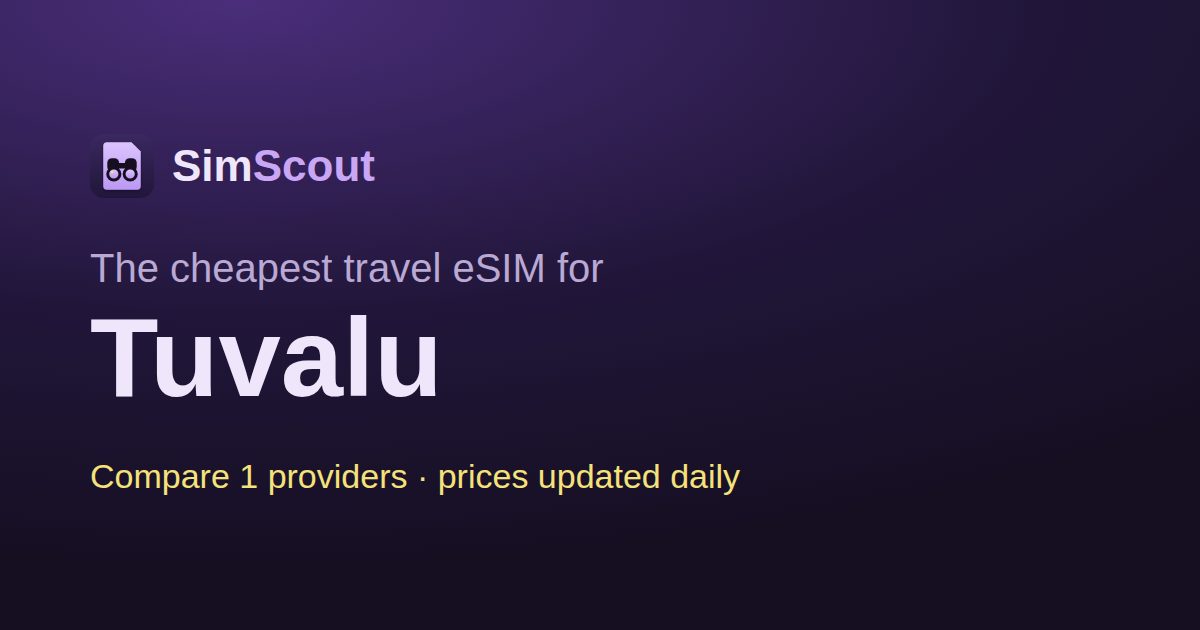 SimScout
The cheapest travel eSIM for
Tuvalu
Compare 1 providers · prices updated daily